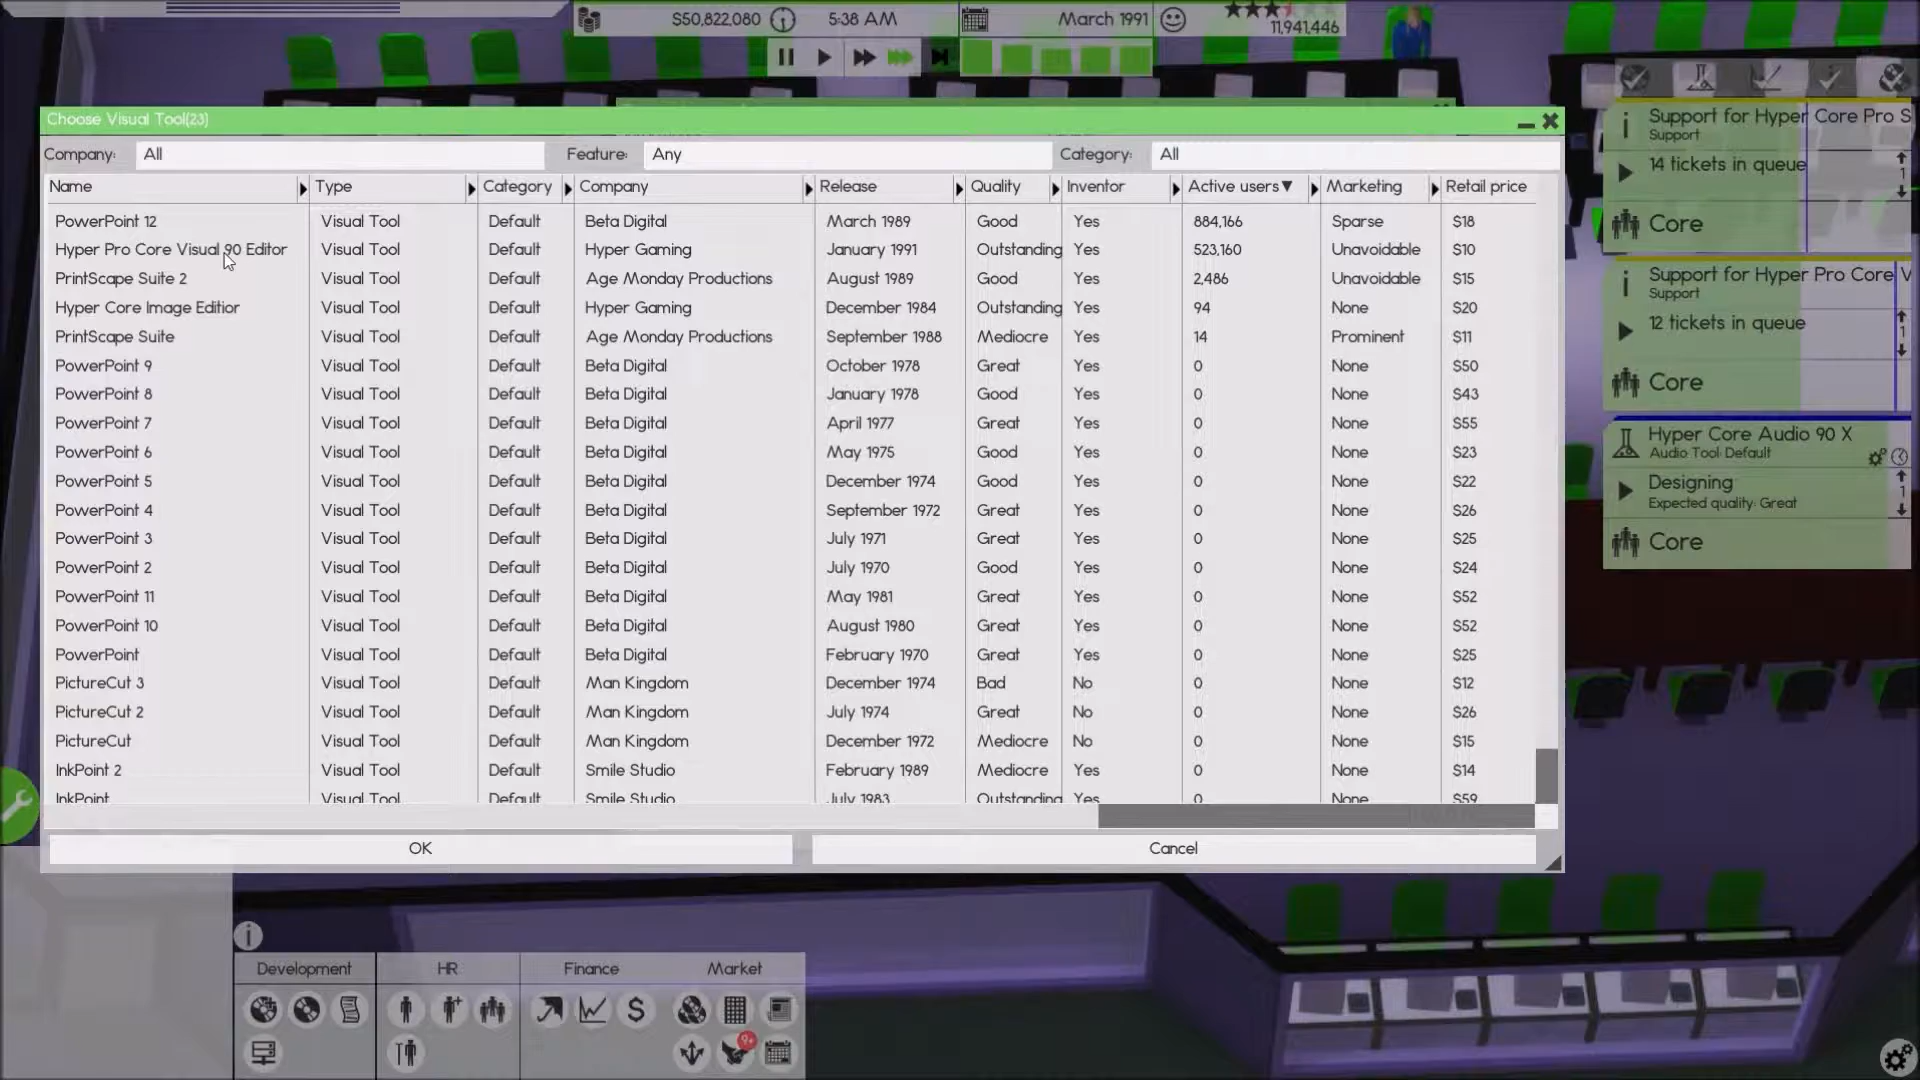 $50,822,080 5:38 AM March 1991 11,941,446
Choose Visual Tool(23)
Company: All Feature: Any Category: All
Name Type Category Company Release Quality Inventor Active users▼ Marketing Retail price
PowerPoint 12 Visual Tool Default Beta Digital March 1989 Good Yes 884,166 Sparse $18
Hyper Pro Core Visual 90 Editor Visual Tool Default Hyper Gaming January 1991 Outstanding Yes 523,160 Unavoidable $10
PrintScape Suite 2 Visual Tool Default Age Monday Productions August 1989 Good Yes 2,486 Unavoidable $15
Hyper Core Image Editior Visual Tool Default Hyper Gaming December 1984 Outstanding Yes 94 None $20
PrintScape Suite Visual Tool Default Age Monday Productions September 1988 Mediocre Yes 14 Prominent $11
PowerPoint 9 Visual Tool Default Beta Digital October 1978 Great Yes 0 None $50
PowerPoint 8 Visual Tool Default Beta Digital January 1978 Good Yes 0 None $43
PowerPoint 7 Visual Tool Default Beta Digital April 1977 Great Yes 0 None $55
PowerPoint 6 Visual Tool Default Beta Digital May 1975 Good Yes 0 None $23
PowerPoint 5 Visual Tool Default Beta Digital December 1974 Good Yes 0 None $22
PowerPoint 4 Visual Tool Default Beta Digital September 1972 Great Yes 0 None $26
PowerPoint 3 Visual Tool Default Beta Digital July 1971 Great Yes 0 None $25
PowerPoint 2 Visual Tool Default Beta Digital July 1970 Good Yes 0 None $24
PowerPoint 11 Visual Tool Default Beta Digital May 1981 Great Yes 0 None $52
PowerPoint 10 Visual Tool Default Beta Digital August 1980 Great Yes 0 None $52
PowerPoint Visual Tool Default Beta Digital February 1970 Great Yes 0 None $25
PictureCut 3 Visual Tool Default Man Kingdom December 1974 Bad No 0 None $12
PictureCut 2 Visual Tool Default Man Kingdom July 1974 Great No 0 None $26
PictureCut Visual Tool Default Man Kingdom December 1972 Mediocre No 0 None $15
InkPoint 2 Visual Tool Default Smile Studio February 1989 Mediocre Yes 0 None $14
InkPoint Visual Tool Default Smile Studio July 1983 Outstanding Yes 0 None $59
OK Cancel
Support for Hyper Core Pro S
Support
14 tickets in queue
1
Core
Support for Hyper Pro Core V
Support
12 tickets in queue
1
Core
Hyper Core Audio 90 X
Audio Tool: Default
Designing
Expected quality: Great
1
Core
Development HR Finance Market
9+